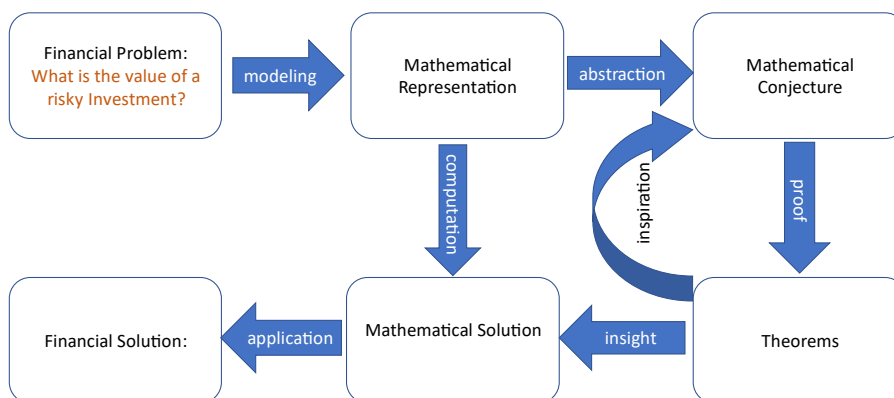 Financial Problem:
What is the value of a
risky Investment?
modeling
Mathematical
Representation
abstraction
Mathematical
Conjecture
computation
inspiration
proof
Financial Solution:
application
Mathematical Solution
insight
Theorems